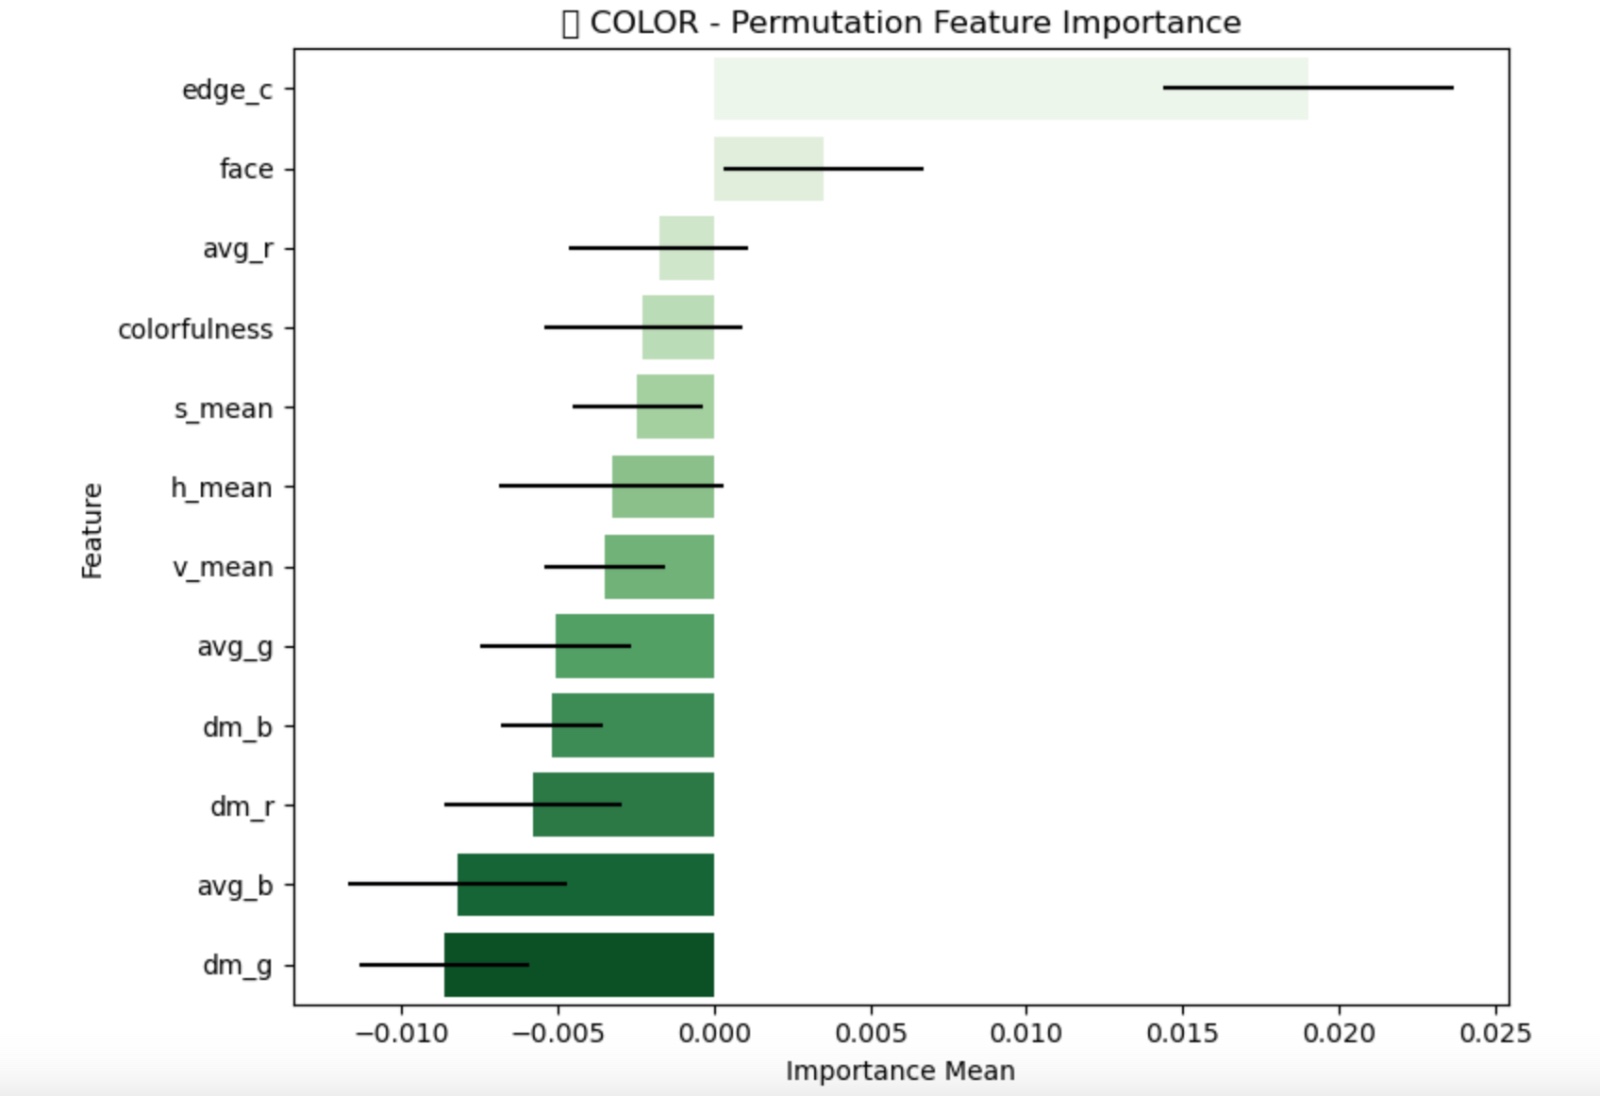 ▯ COLOR - Permutation Feature Importance
edge_c
face
avg_r
colorfulness
s_mean
h_mean
v_mean
avg_g
dm_b
dm_r
avg_b
dm_g
Feature
−0.010 −0.005 0.000 0.005 0.010 0.015 0.020 0.025
Importance Mean